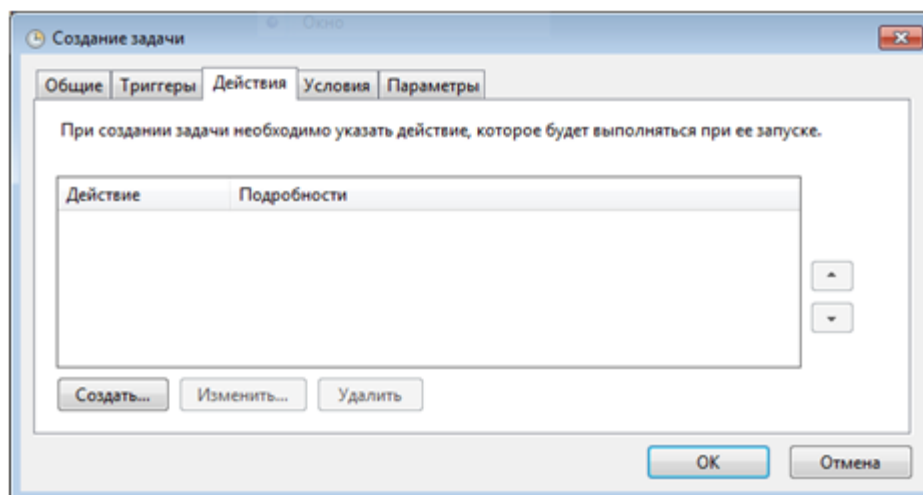 Окно
Создание задачи
Общие Триггеры Действия Условия Параметры
При создании задачи необходимо указать действие, которое будет выполняться при ее запуске.
Действие Подробности
Создать... Изменить... Удалить
ОК Отмена